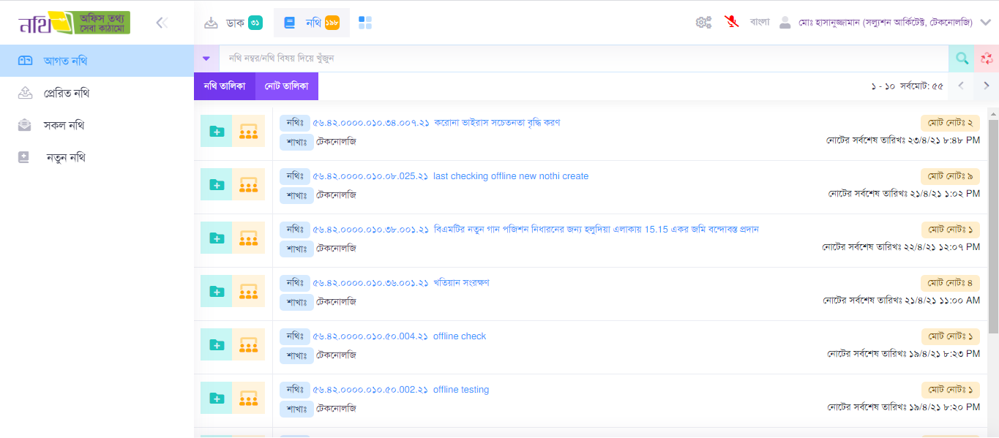 নথি অফিস তথ্য
সেবা কাঠামো
ডাক ৩১ নথি ১৯৮ বাংলা মোঃ হাসানুজ্জামান (সল্যুশন আর্কিটেক্ট, টেকনোলজি)
আগত নথি
প্রেরিত নথি
সকল নথি
নতুন নথি
নথি নম্বর/নথি বিষয় দিয়ে খুঁজুন
নথি তালিকা নোট তালিকা ১ - ১০ সর্বমোট: ৫৫
নথিঃ ৫৬.৪২.০০০০.০১০.৩৪.০০৭.২১ করোনা ভাইরাস সচেতনতা বৃদ্ধি করণ মোট নোটঃ ২
শাখাঃ টেকনোলজি নোটের সর্বশেষ তারিখঃ ২৩/৪/২১ ৮:৪৮ PM
নথিঃ ৫৬.৪২.০০০০.০১০.০৮.025.২১ last checking offline new nothi create মোট নোটঃ ৯
শাখাঃ টেকনোলজি নোটের সর্বশেষ তারিখঃ ২১/৪/২১ ১:০২ PM
নথিঃ ৫৬.৪২.০০০০.০১০.৩৮.০০১.২১ বিএমটির নতুন গান পজিশন নিধারনের জন্য হলুদিয়া এলাকায় 15.15 একর জমি বন্দোবস্ত প্রদান মোট নোটঃ ১
শাখাঃ টেকনোলজি নোটের সর্বশেষ তারিখঃ ২২/৪/২১ ১২:০৭ PM
নথিঃ ৫৬.৪২.০০০০.০১০.৩৬.০০১.২১ খতিয়ান সংরক্ষণ মোট নোটঃ ৪
শাখাঃ টেকনোলজি নোটের সর্বশেষ তারিখঃ ২১/৪/২১ ১১:০০ AM
নথিঃ ৫৬.৪২.০০০০.০১০.৫০.004.২১ offline check মোট নোটঃ ১
শাখাঃ টেকনোলজি নোটের সর্বশেষ তারিখঃ ১৯/৪/২১ ৮:২৩ PM
নথিঃ ৫৬.৪২.০০০০.০১০.৫০.002.২১ offline testing মোট নোটঃ ১
শাখাঃ টেকনোলজি নোটের সর্বশেষ তারিখঃ ১৯/৪/২১ ৮:২০ PM